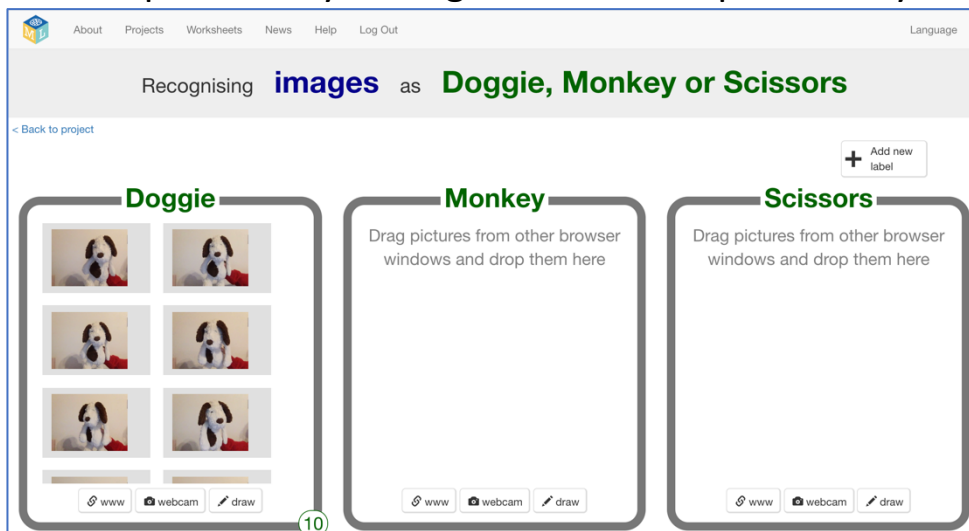 About Projects Worksheets News Help Log Out Language
Recognising images as Doggie, Monkey or Scissors
< Back to project
Add new
label
Doggie
www webcam draw
10
Monkey
Drag pictures from other browser
windows and drop them here
www webcam draw
Scissors
Drag pictures from other browser
windows and drop them here
www webcam draw